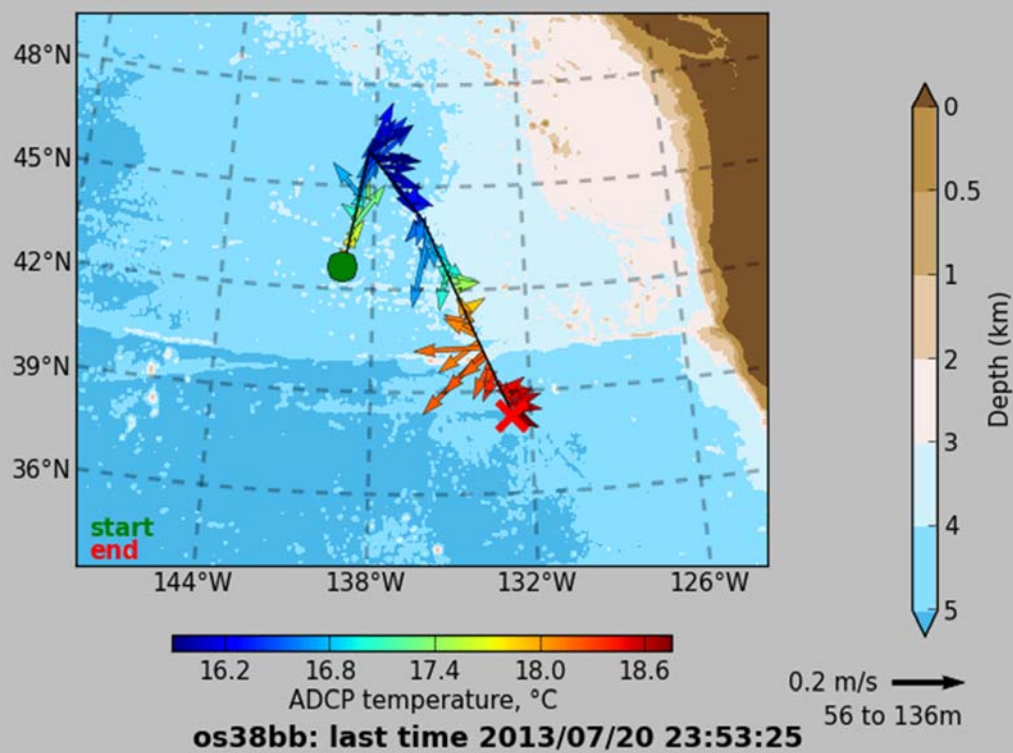 48°N
45°N
42°N
39°N
36°N
start
end
144°W 138°W 132°W 126°W
0
0.5
1
2
3
4
5
Depth (km)
16.2 16.8 17.4 18.0 18.6
ADCP temperature, °C
0.2 m/s
56 to 136m
os38bb: last time 2013/07/20 23:53:25